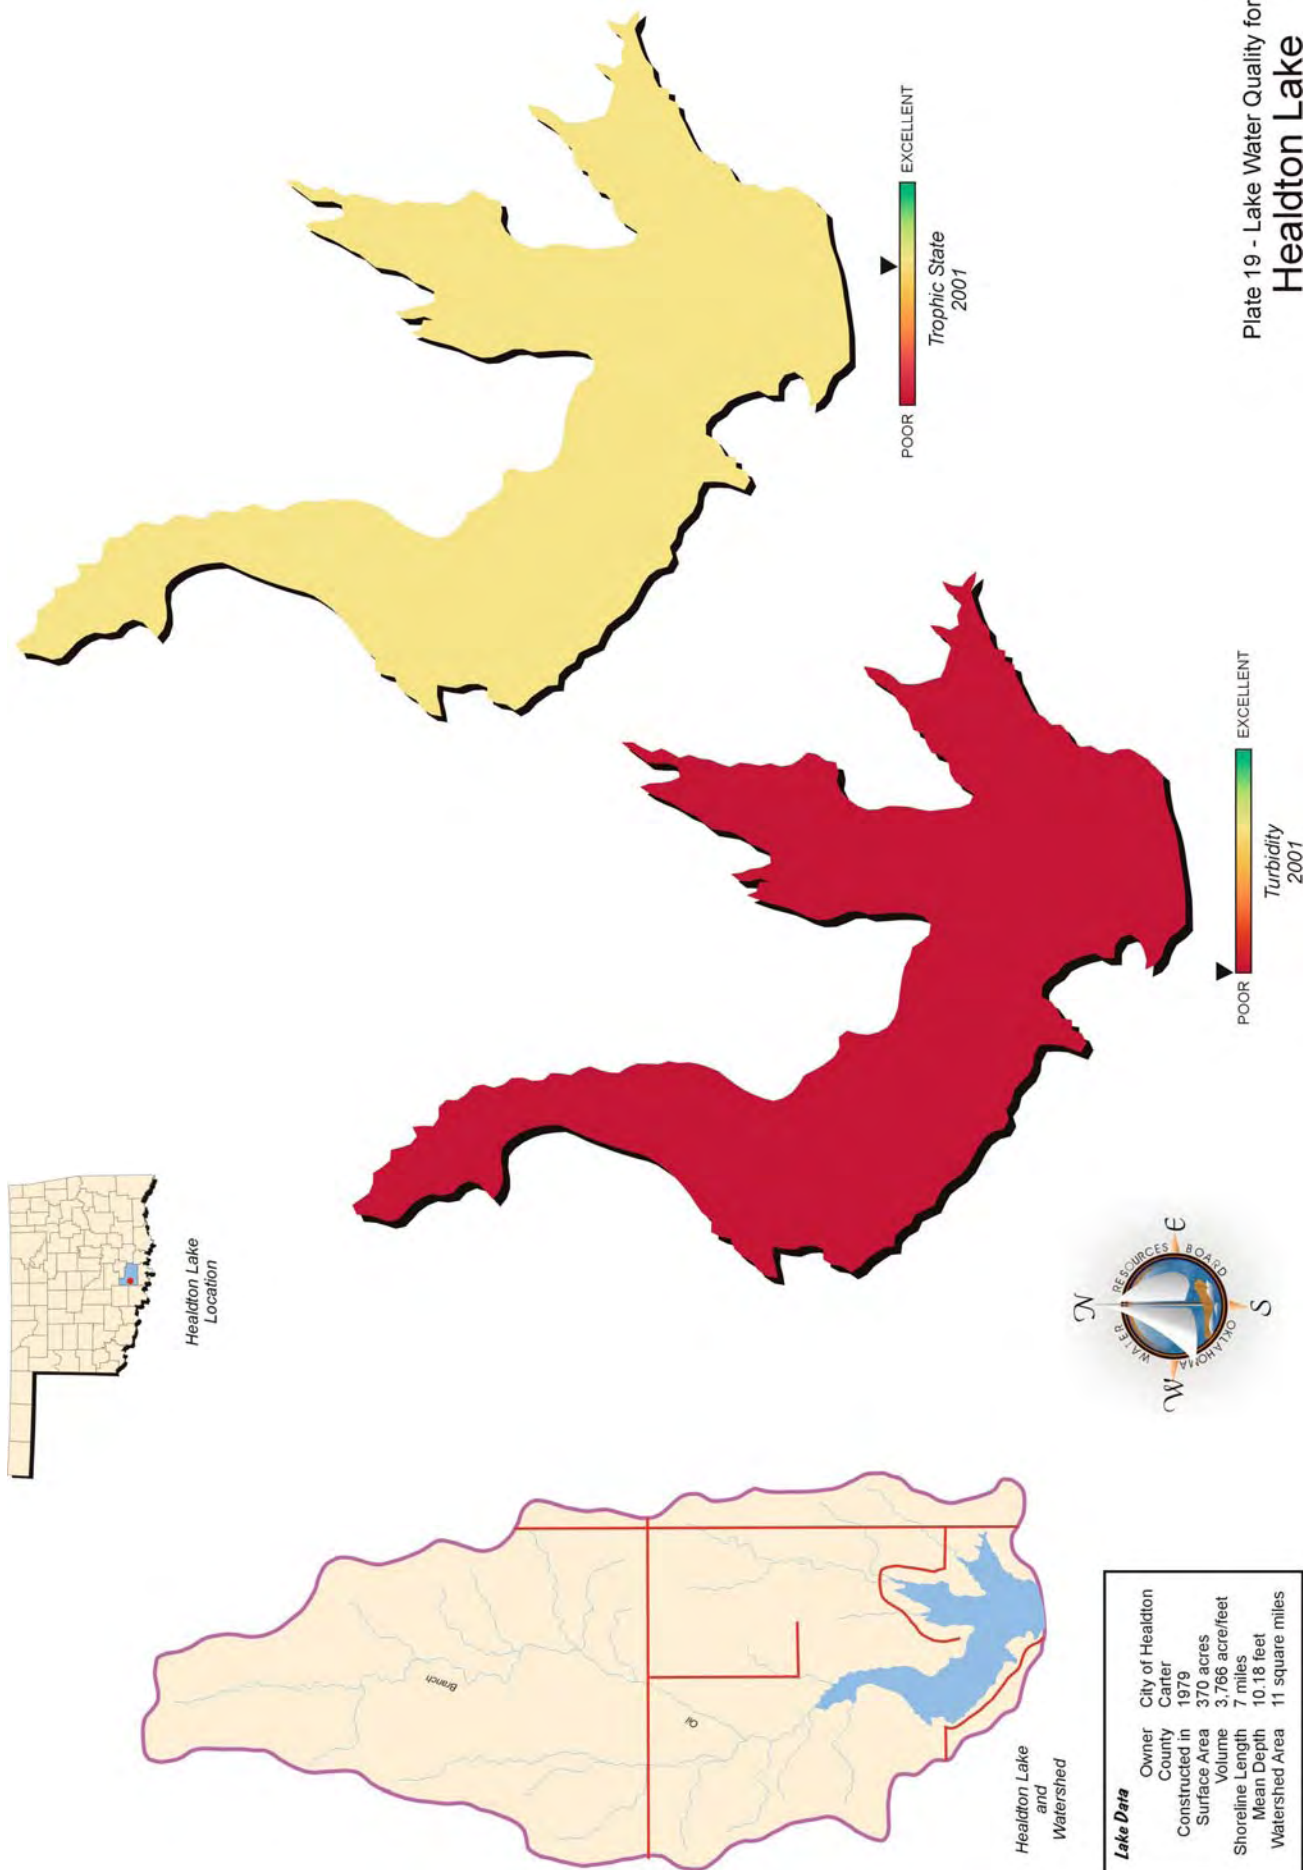 Plate 19 - Lake Water Quality for
Healdton Lake
Healdton Lake
Location
POOR
EXCELLENT
Trophic State
2001
POOR
EXCELLENT
Turbidity
2001
Branch
Oil
Healdton Lake
and
Watershed
N
W
E
S
OKLAHOMA WATER RESOURCES BOARD
Lake Data
Owner City of Healdton
County Carter
Constructed in 1979
Surface Area 370 acres
Volume 3,766 acre/feet
Shoreline Length 7 miles
Mean Depth 10.18 feet
Watershed Area 11 square miles